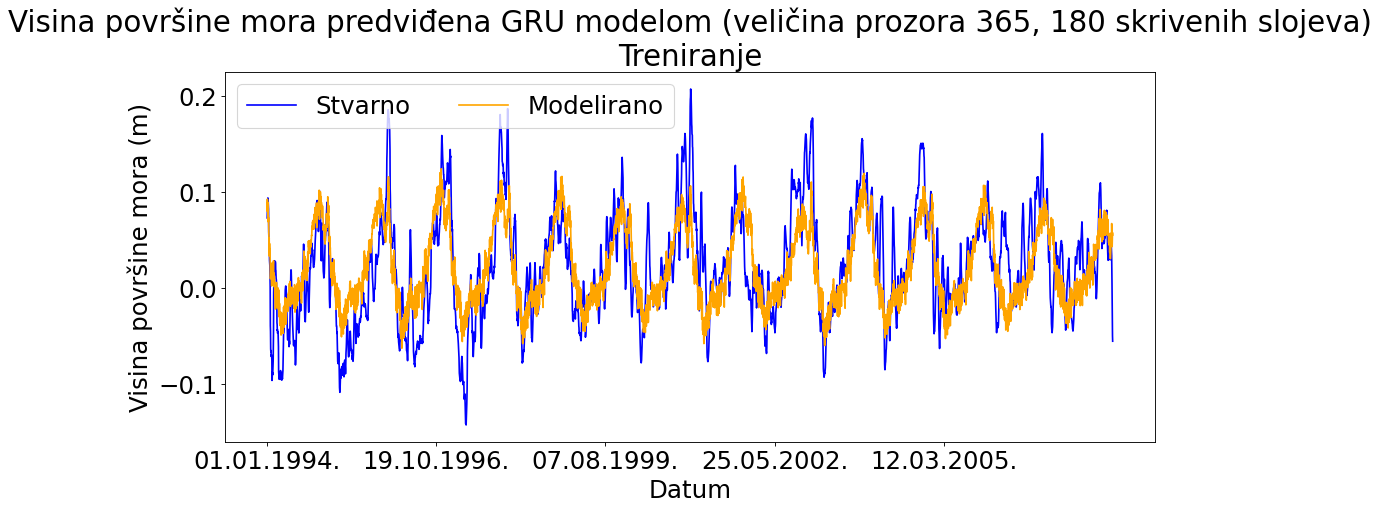 Visina površine mora predviđena GRU modelom (veličina prozora 365, 180 skrivenih slojeva)
Treniranje
Stvarno Modelirano
Visina površine mora (m)
0.2
0.1
0.0
−0.1
01.01.1994. 19.10.1996. 07.08.1999. 25.05.2002. 12.03.2005.
Datum